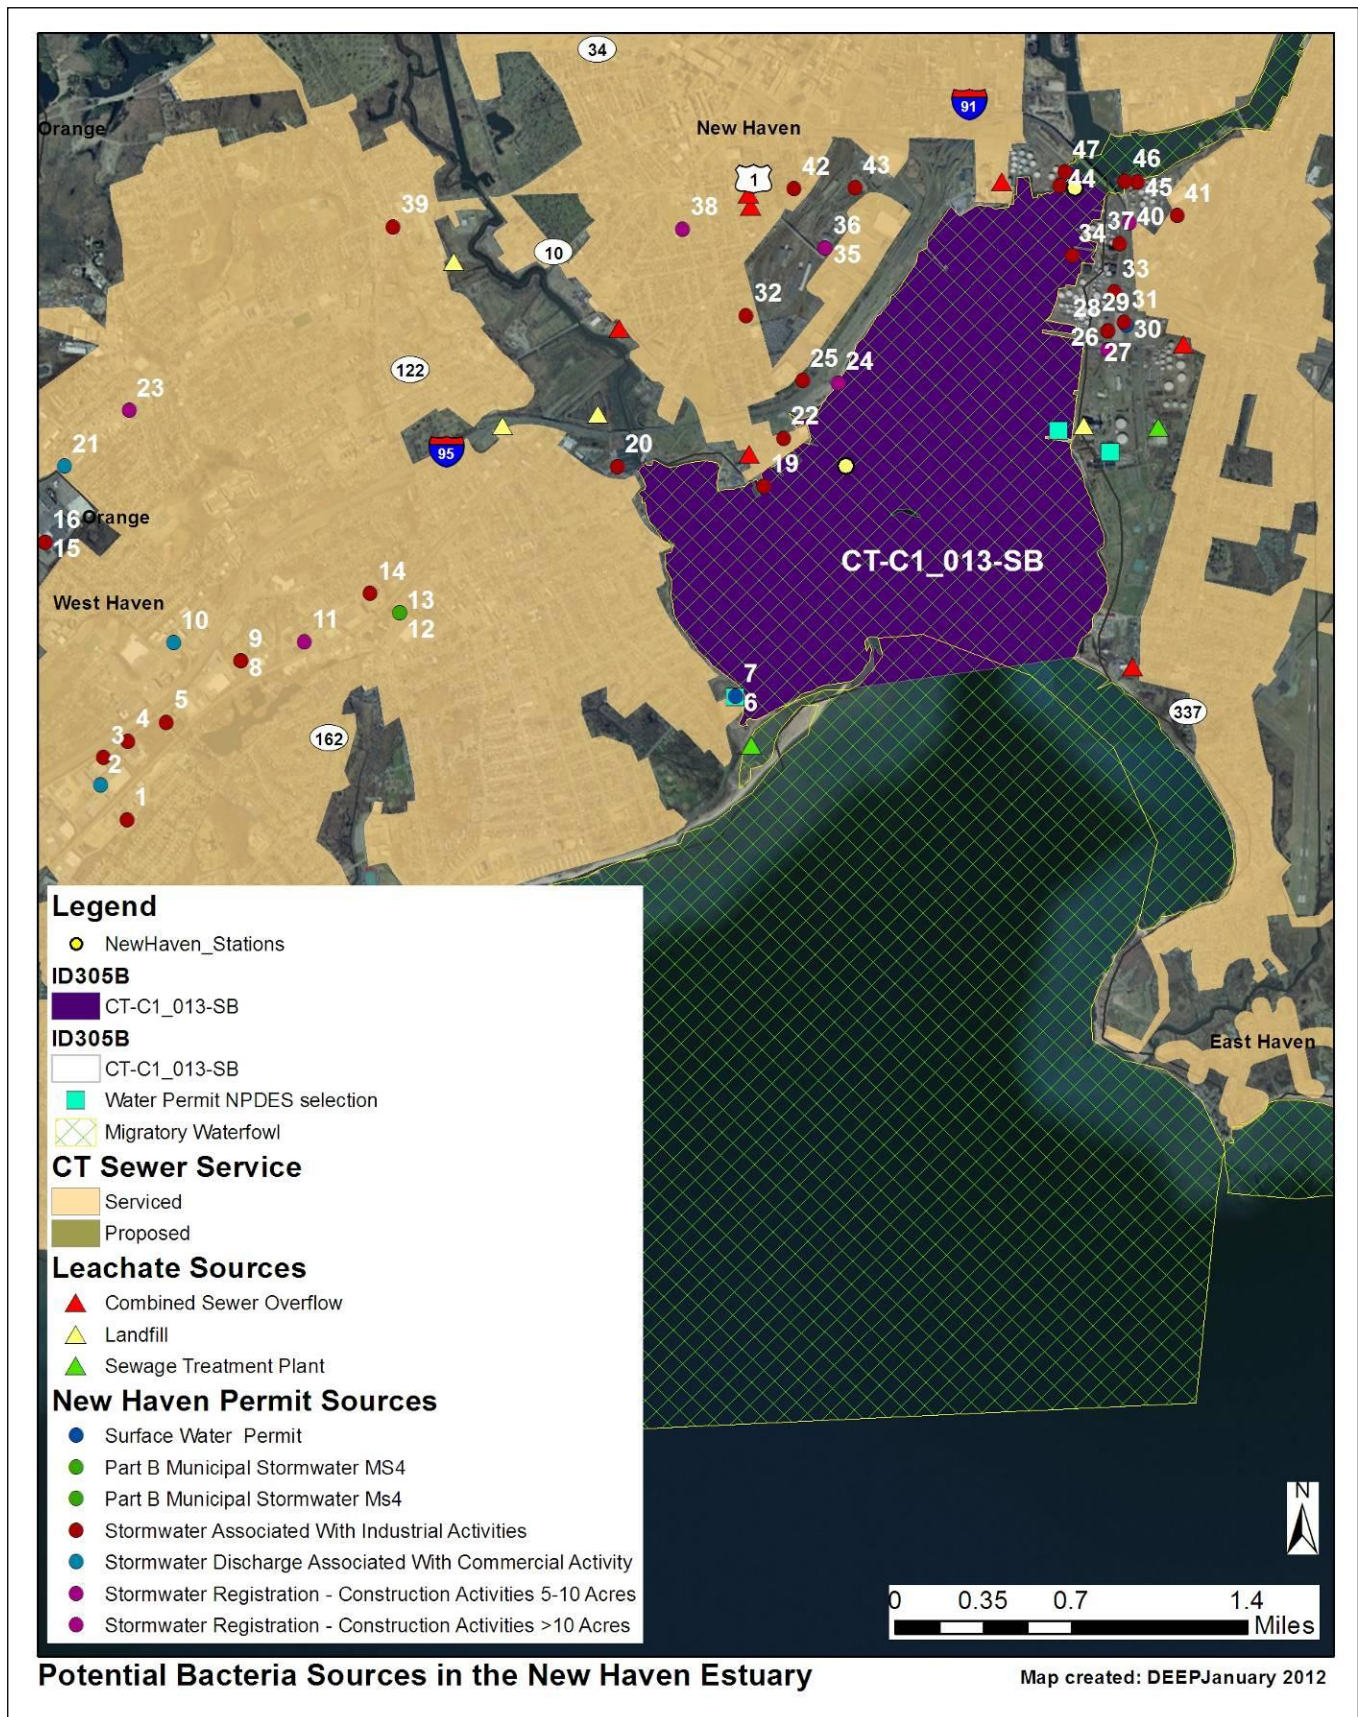 34
91
Orange
New Haven
47
46
42
43
1
44
45
41
39
38
36
37
40
10
35
34
33
32
28
29
31
122
26
30
25
24
27
23
22
21
95
20
19
16
Orange
15
CT-C1_013-SB
14
West Haven
13
10
11
12
9
8
7
5
6
4
337
3
162
2
1
Legend
NewHaven_Stations
ID305B
CT-C1_013-SB
ID305B
East Haven
CT-C1_013-SB
Water Permit NPDES selection
Migratory Waterfowl
CT Sewer Service
Serviced
Proposed
Leachate Sources
Combined Sewer Overflow
Landfill
Sewage Treatment Plant
New Haven Permit Sources
Surface Water Permit
Part B Municipal Stormwater MS4
Part B Municipal Stormwater Ms4
N
Stormwater Associated With Industrial Activities
Stormwater Discharge Associated With Commercial Activity
Stormwater Registration - Construction Activities 5-10 Acres
Stormwater Registration - Construction Activities >10 Acres
0 0.35 0.7 1.4
Miles
Potential Bacteria Sources in the New Haven Estuary
Map created: DEEPJanuary 2012